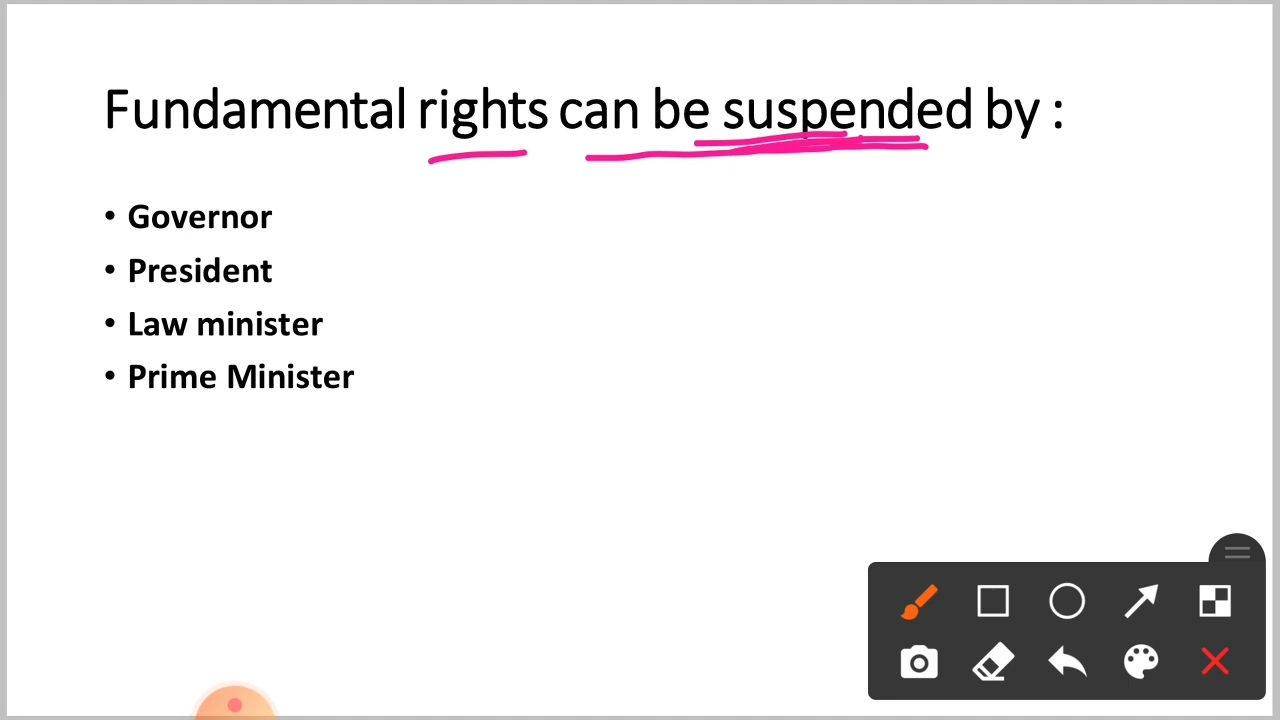 Fundamental rights can be suspended by :
• Governor
• President
• Law minister
• Prime Minister